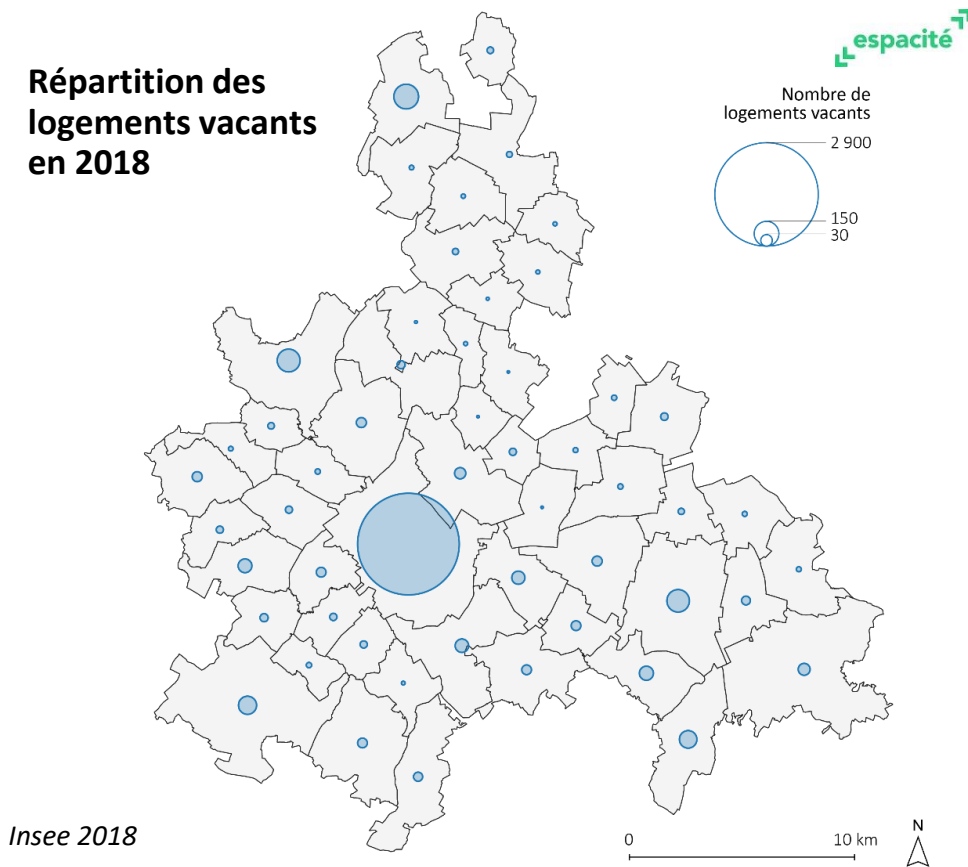 espacité
Répartition des
logements vacants
en 2018
Nombre de
logements vacants
2 900
150
30
Insee 2018
0
10 km
N